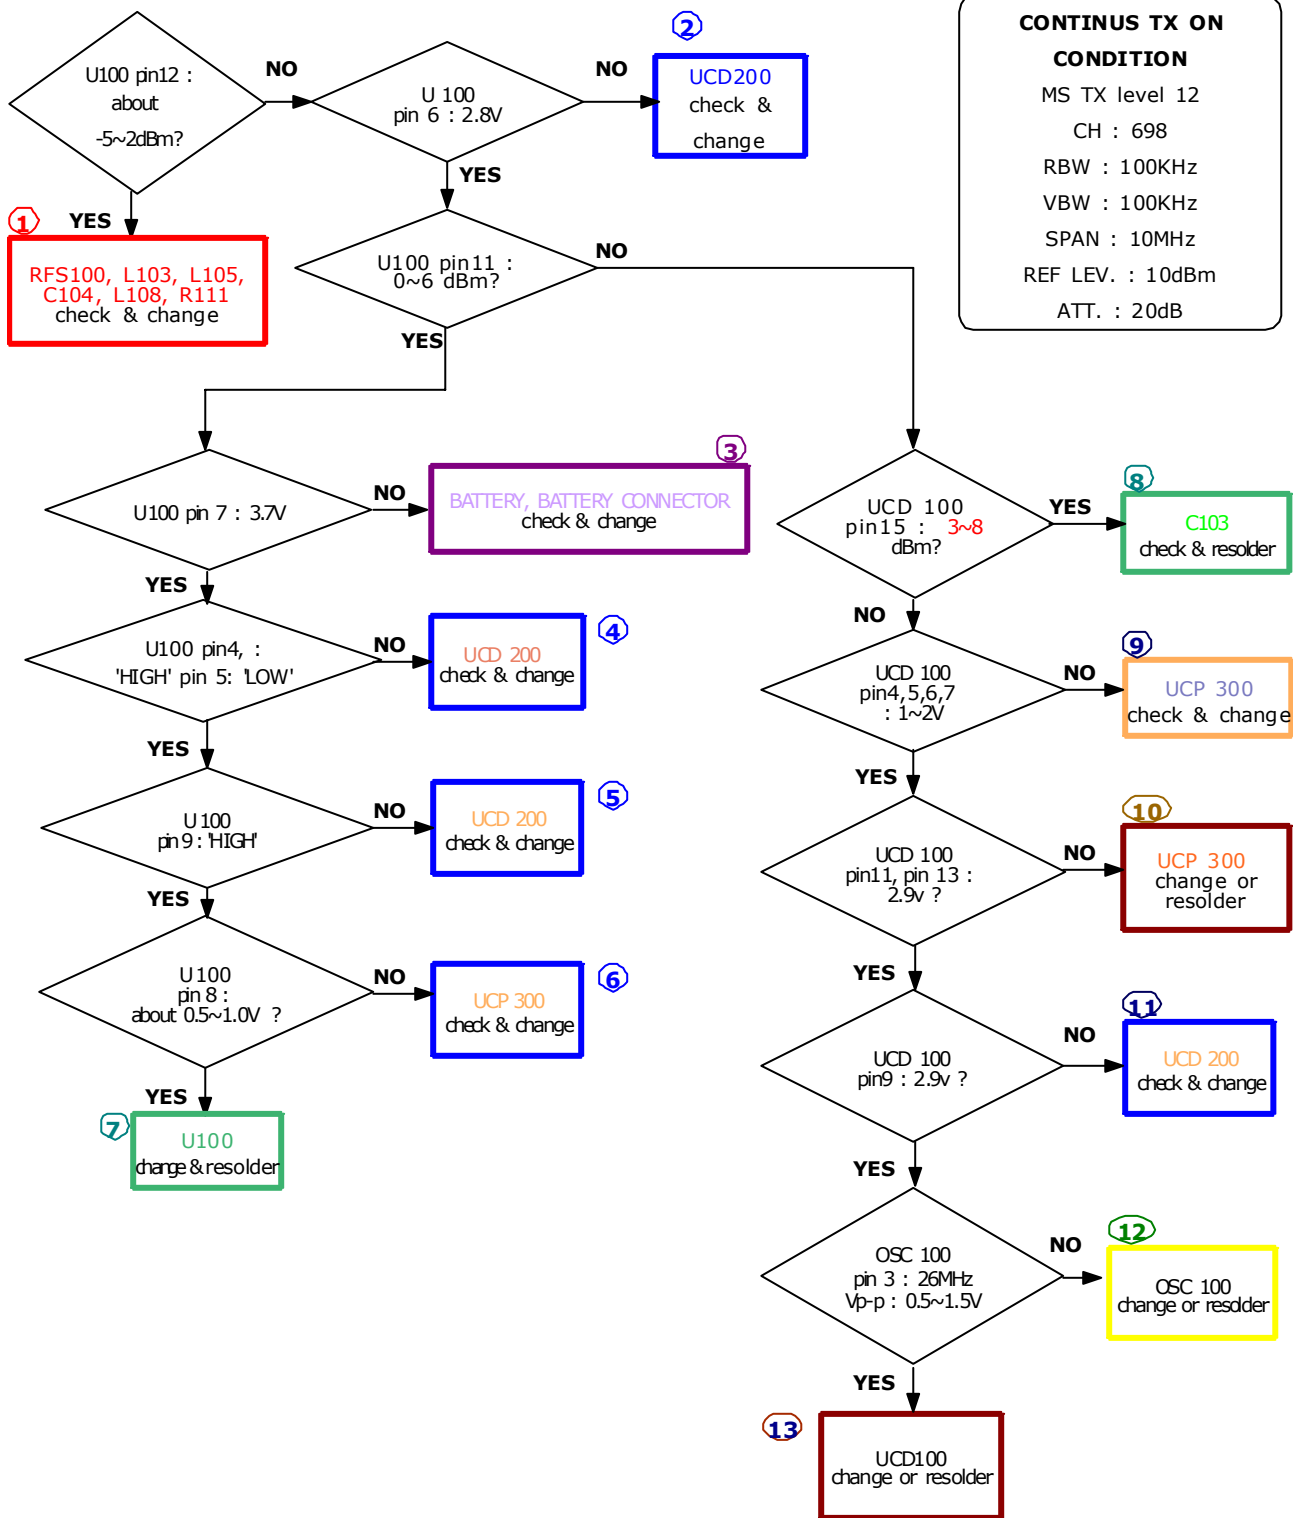 CONTINUS TX ON
CONDITION
MS TX level 12
CH : 698
RBW : 100KHz
VBW : 100KHz
SPAN : 10MHz
REF LEV. : 10dBm
ATT. : 20dB
U100 pin12 :
about
-5~2dBm?
NO
U 100
pin 6 : 2.8V
NO
2
UCD200
check &
change
YES
YES
1
RFS100, L103, L105,
C104, L108, R111
check & change
U100 pin11 :
0~6 dBm?
NO
YES
U100 pin 7 : 3.7V
NO
3
BATTERY, BATTERY CONNECTOR
check & change
YES
U100 pin4, :
'HIGH' pin 5: 'LOW'
NO
4
UCD 200
check & change
YES
U100
pin 9 : 'HIGH'
NO
5
UCD 200
check & change
YES
U100
pin 8 :
about 0.5~1.0V ?
NO
6
UCP 300
check & change
YES
7
U100
change & resolder
UCD 100
pin15 : 3~8
dBm?
YES
8
C103
check & resolder
NO
UCD 100
pin4,5,6,7
: 1~2V
NO
9
UCP 300
check & change
YES
UCD 100
pin11, pin 13 :
2.9v ?
NO
10
UCP 300
change or
resolder
YES
UCD 100
pin9 : 2.9v ?
NO
11
UCD 200
check & change
YES
OSC 100
pin 3 : 26MHz
Vp-p : 0.5~1.5V
NO
12
OSC 100
change or resolder
YES
13
UCD100
change or resolder